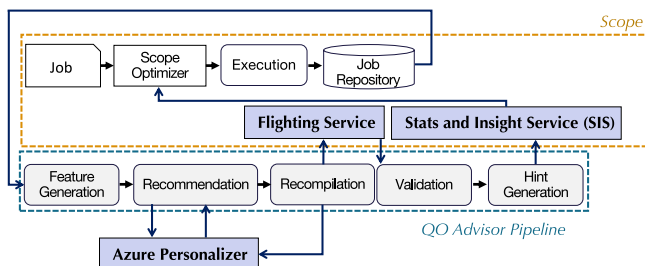 Scope
Job
Scope
Optimizer
Execution
Job
Repository
Flighting Service
Stats and Insight Service (SIS)
Feature
Generation
Recommendation
Recompilation
Validation
Hint
Generation
QO Advisor Pipeline
Azure Personalizer